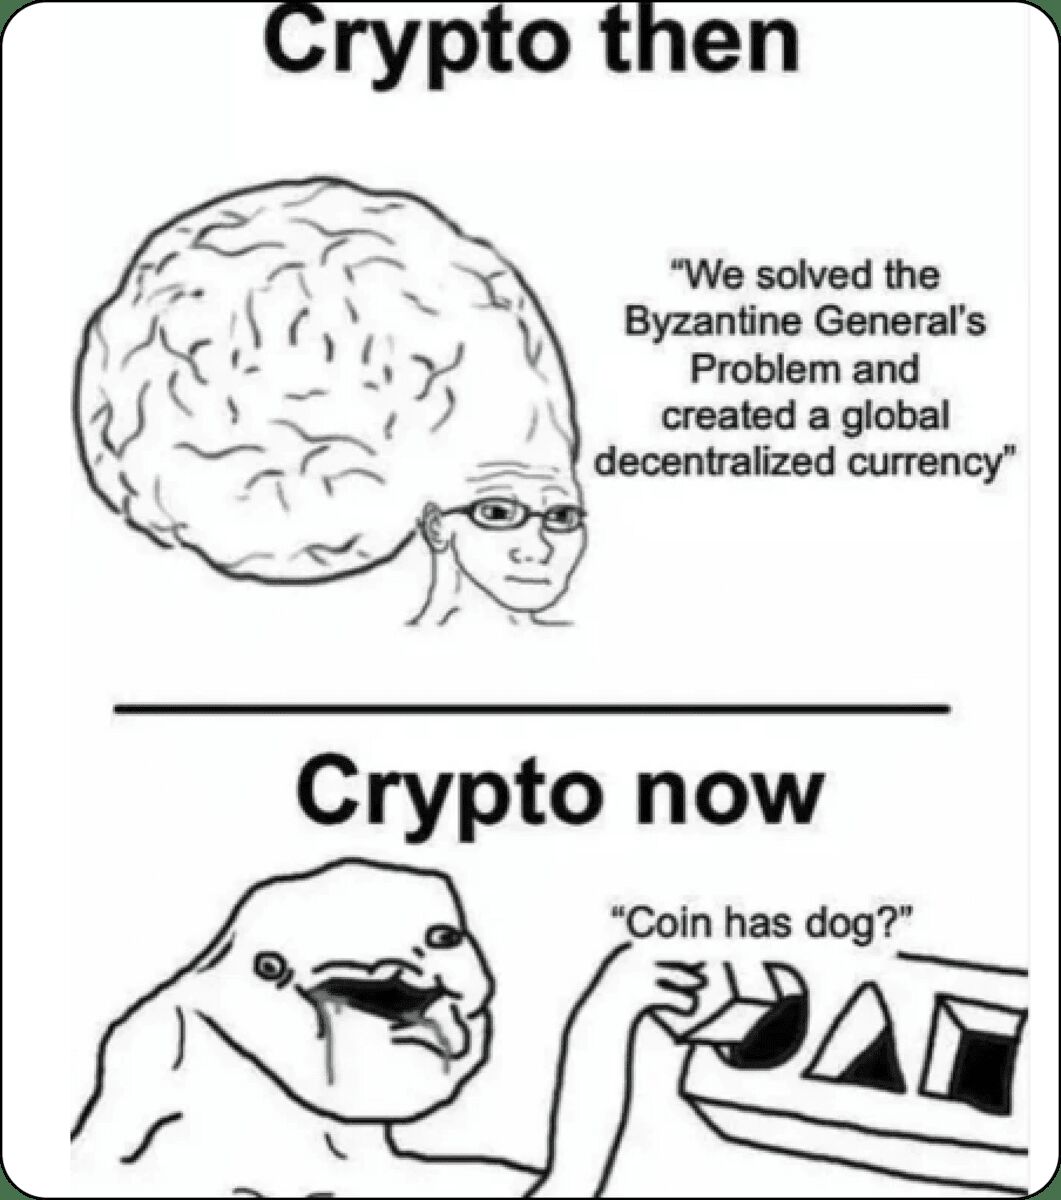 Crypto then
“We solved the
Byzantine General's
Problem and
created a global
decentralized currency”
Crypto now
“Coin has dog?”